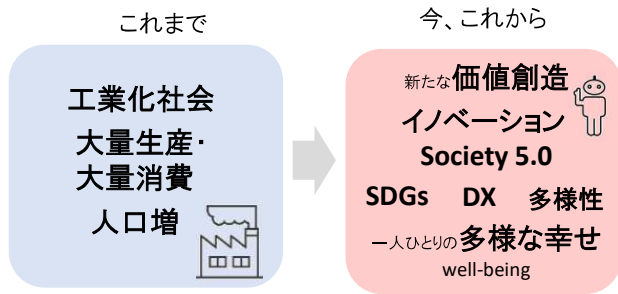 これまで
工業化社会
大量生産・
大量消費
人口増
今、これから
新たな価値創造
イノベーション
Society 5.0
SDGs DX 多様性
一人ひとりの多様な幸せ
well-being